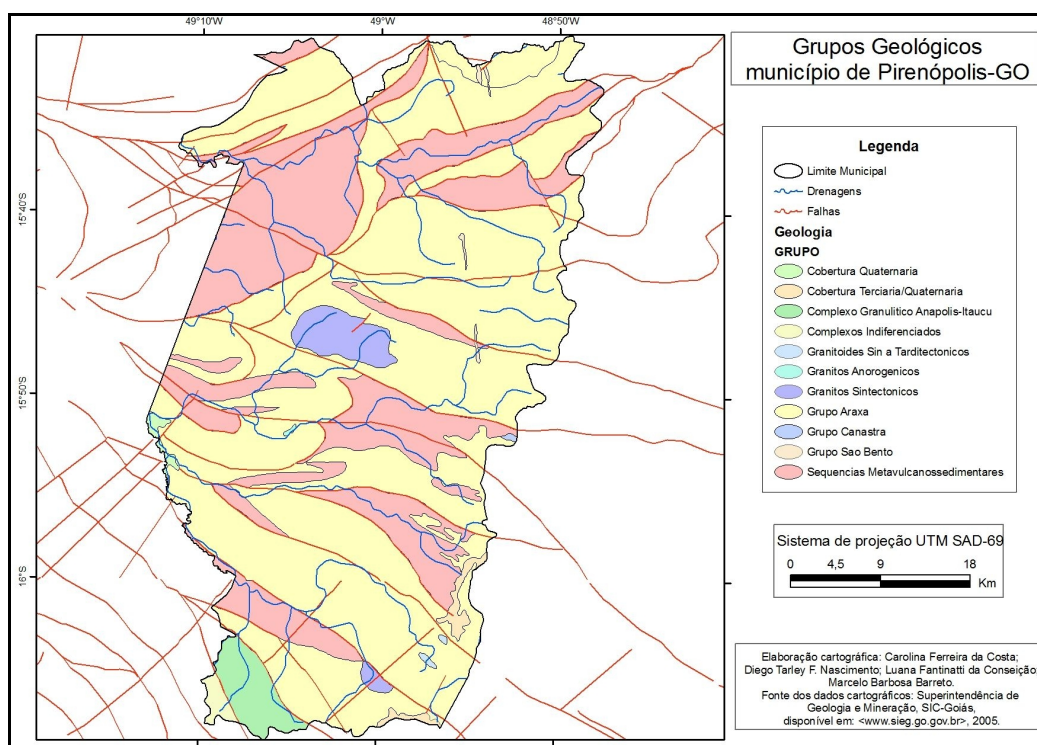 49°10'W
49°0W
48°50'W
Grupos Geológicos
município de Pirenópolis-GO
Legenda
Limite Municipal
Drenagens
Falhas
Geologia
GRUPO
Cobertura Quaternaria
Cobertura Terciaria/Quaternaria
Complexo Granulitico Anapolis-Itaucu
Complexos Indiferenciados
Granitoides Sin a Tarditectonicos
Granitos Anorogenicos
Granitos Sintectonicos
Grupo Araxa
Grupo Canastra
Grupo Sao Bento
Sequencias Metavulcanossedimentares
15°40'S
15°50'S
16°S
Sistema de projeção UTM SAD-69
0 4,5 9 18
Km
Elaboração cartográfica: Carolina Ferreira da Costa;
Diego Tarley F. Nascimento; Luana Fantinatti da Conseição;
Marcelo Barbosa Barreto.
Fonte dos dados cartográficos: Superintendência de
Geologia e Mineração, SIC-Goiás,
disponível em: <www.sieg.go.gov.br>, 2005.